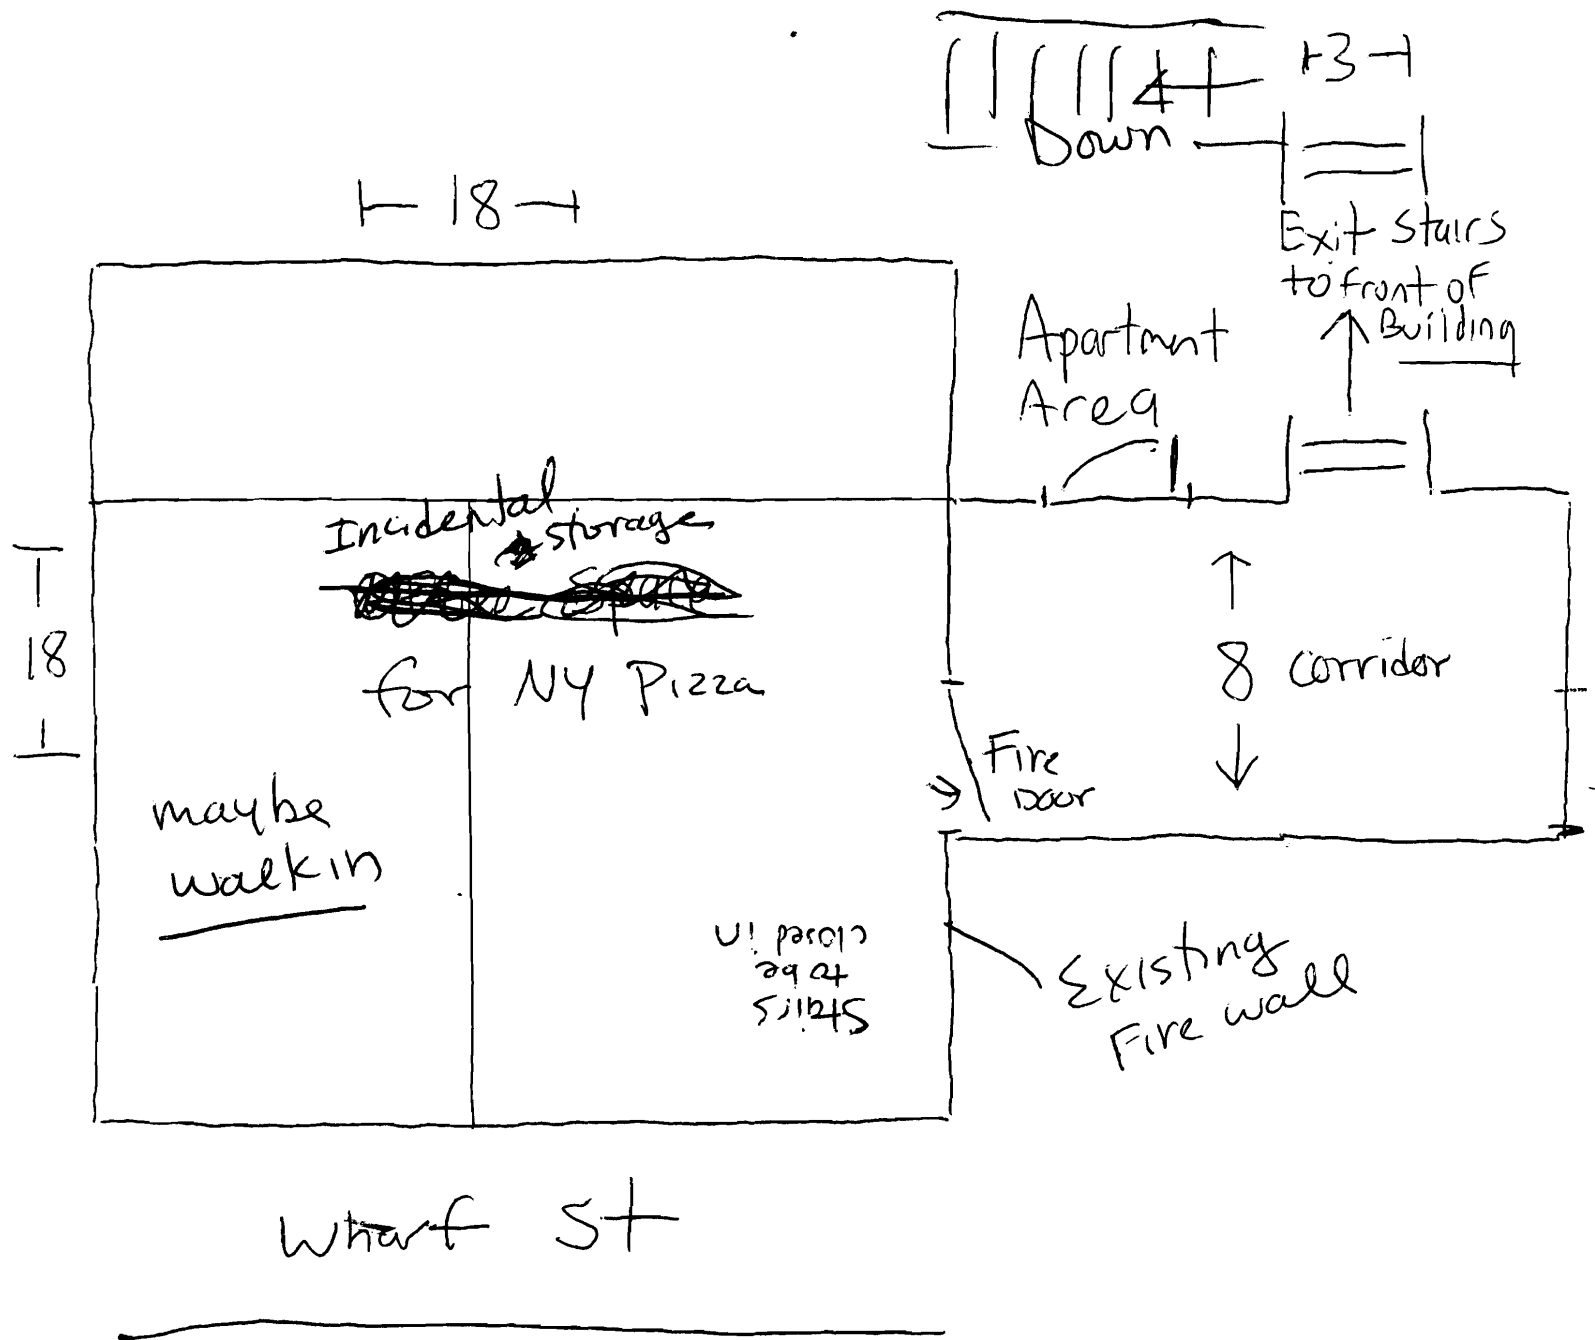 3
Down
18
Exit stairs
to front of
Building
Apartment
Area
Incidental
storage
for NY Pizza
18
8 corridor
Fire
Door
maybe
walkin
Stairs
to be
closed in
Existing
Fire wall
Wharf St